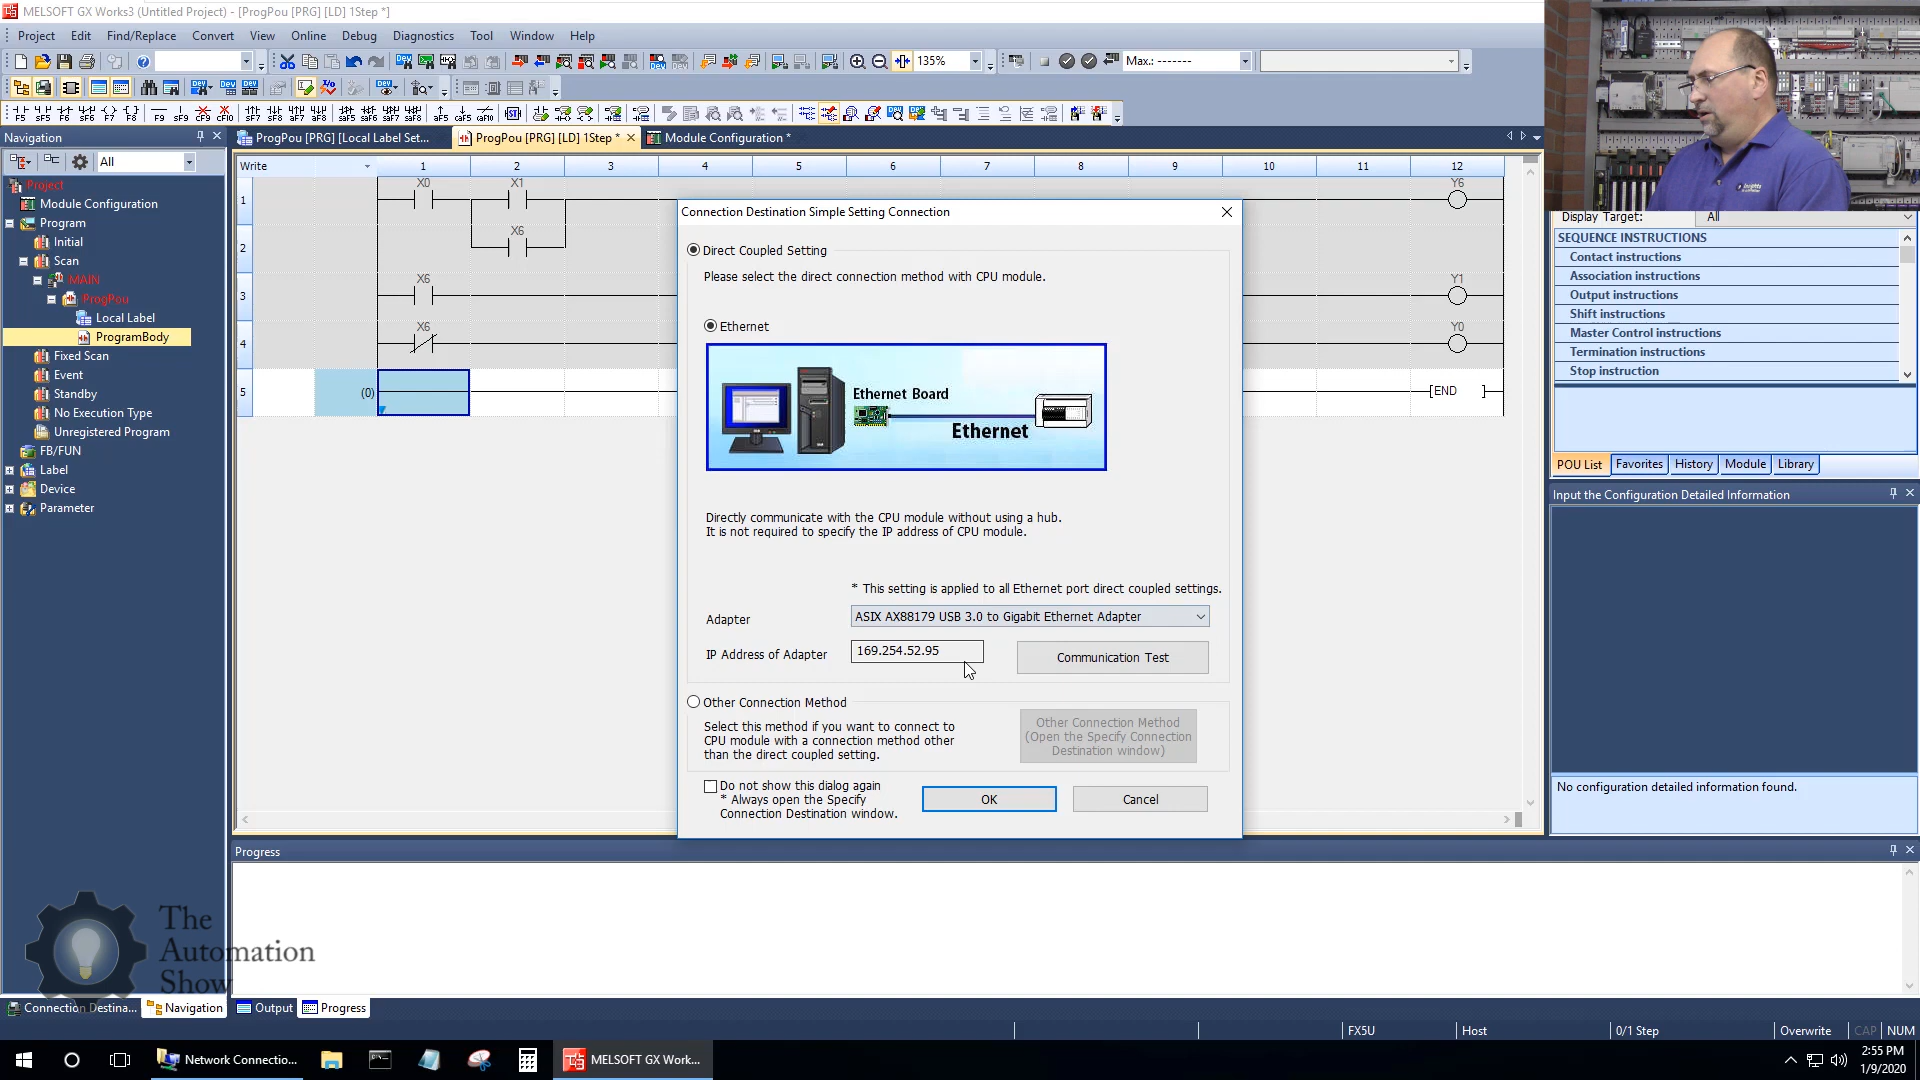 MELSOFT GX Works3 (Untitled Project) - [ProgPou [PRG] [LD] 1Step *]
Project Edit Find/Replace Convert View Online Debug Diagnostics Tool Window Help
135%
Max.: -------
Navigation
ProgPou [PRG] [Local Label Set...
ProgPou [PRG] [LD] 1Step *
Module Configuration *
All
Project
Module Configuration
Program
Initial
Scan
MAIN
ProgPou
Local Label
ProgramBody
Fixed Scan
Event
Standby
No Execution Type
Unregistered Program
FB/FUN
Label
Device
Parameter
Write 1 2 3 4 5 6 7 8 9 10 11 12
1 X0 X1 Y6
2 X6
3 X6 Y1
4 X6 Y0
5 (0) [END ]
Connection Destination Simple Setting Connection
Direct Coupled Setting
Please select the direct connection method with CPU module.
Ethernet
Ethernet Board
Ethernet
Directly communicate with the CPU module without using a hub.
It is not required to specify the IP address of CPU module.
* This setting is applied to all Ethernet port direct coupled settings.
Adapter ASIX AX88179 USB 3.0 to Gigabit Ethernet Adapter
IP Address of Adapter 169.254.52.95 Communication Test
Other Connection Method
Select this method if you want to connect to
CPU module with a connection method other
than the direct coupled setting.
Other Connection Method
(Open the Specify Connection
Destination window)
Do not show this dialog again
* Always open the Specify
Connection Destination window.
OK Cancel
Display Target: All
SEQUENCE INSTRUCTIONS
Contact instructions
Association instructions
Output instructions
Shift instructions
Master Control instructions
Termination instructions
Stop instruction
POU List Favorites History Module Library
Input the Configuration Detailed Information
No configuration detailed information found.
Progress
The
Automation
Show
Connection Destina... Navigation Output Progress
FX5U Host 0/1 Step Overwrite CAP NUM
Network Connectio... MELSOFT GX Work...
2:55 PM
1/9/2020